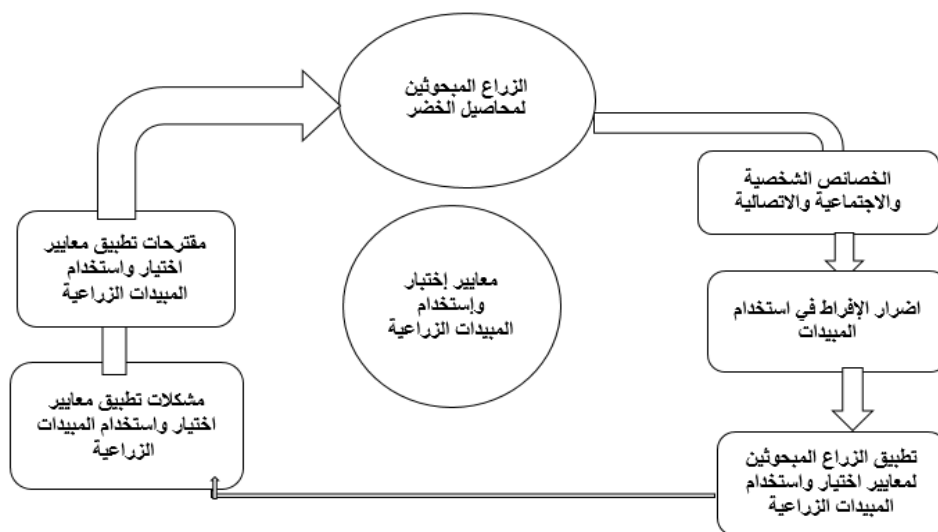 الزراع المبحوثين
لمحاصيل الخضر
الخصائص الشخصية
والاجتماعية والاتصالية
اضرار الإفراط في استخدام
المبيدات
تطبيق الزراع المبحوثين
لمعايير اختيار واستخدام
المبيدات الزراعية
مشكلات تطبيق معايير
اختيار واستخدام المبيدات
الزراعية
مقترحات تطبيق معايير
اختيار واستخدام
المبيدات الزراعية
معايير إختبار
وإستخدام
المبيدات الزراعية